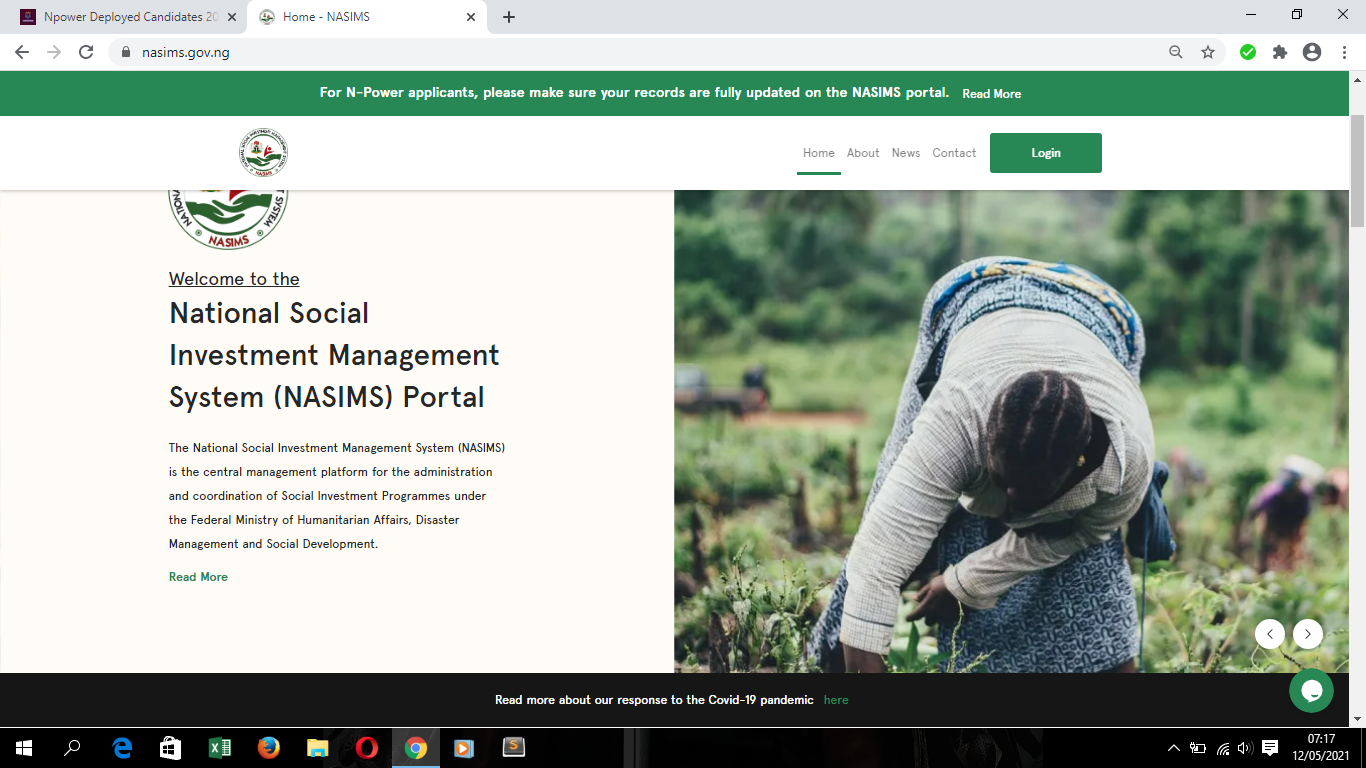 Npower Deployed Candidates 20
Home - NASIMS
nasims.gov.ng
For N-Power applicants, please make sure your records are fully updated on the NASIMS portal. Read More
Home About News Contact Login
NASIMS
Welcome to the
National Social
Investment Management
System (NASIMS) Portal
The National Social Investment Management System (NASIMS)
is the central management platform for the administration
and coordination of Social Investment Programmes under
the Federal Ministry of Humanitarian Affairs, Disaster
Management and Social Development.
Read More
Read more about our response to the Covid-19 pandemic here
07:17
12/05/2021